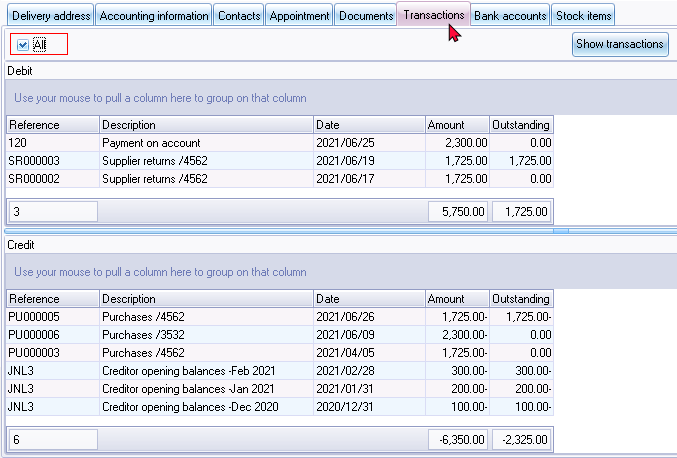 Delivery address Accounting information Contacts Appointment Documents Transactions Bank accounts Stock items
All Show transactions
Debit
Use your mouse to pull a column here to group on that column
Reference Description Date Amount Outstanding
120 Payment on account 2021/06/25 2,300.00 0.00
SR000003 Supplier returns /4562 2021/06/19 1,725.00 1,725.00
SR000002 Supplier returns /4562 2021/06/17 1,725.00 0.00
3 5,750.00 1,725.00
Credit
Use your mouse to pull a column here to group on that column
Reference Description Date Amount Outstanding
PU000005 Purchases /4562 2021/06/26 1,725.00- 1,725.00-
PU000006 Purchases /3532 2021/06/09 2,300.00- 0.00
PU000003 Purchases /4562 2021/04/05 1,725.00- 0.00
JNL3 Creditor opening balances -Feb 2021 2021/02/28 300.00- 300.00-
JNL3 Creditor opening balances -Jan 2021 2021/01/31 200.00- 200.00-
JNL3 Creditor opening balances -Dec 2020 2020/12/31 100.00- 100.00-
6 -6,350.00 -2,325.00